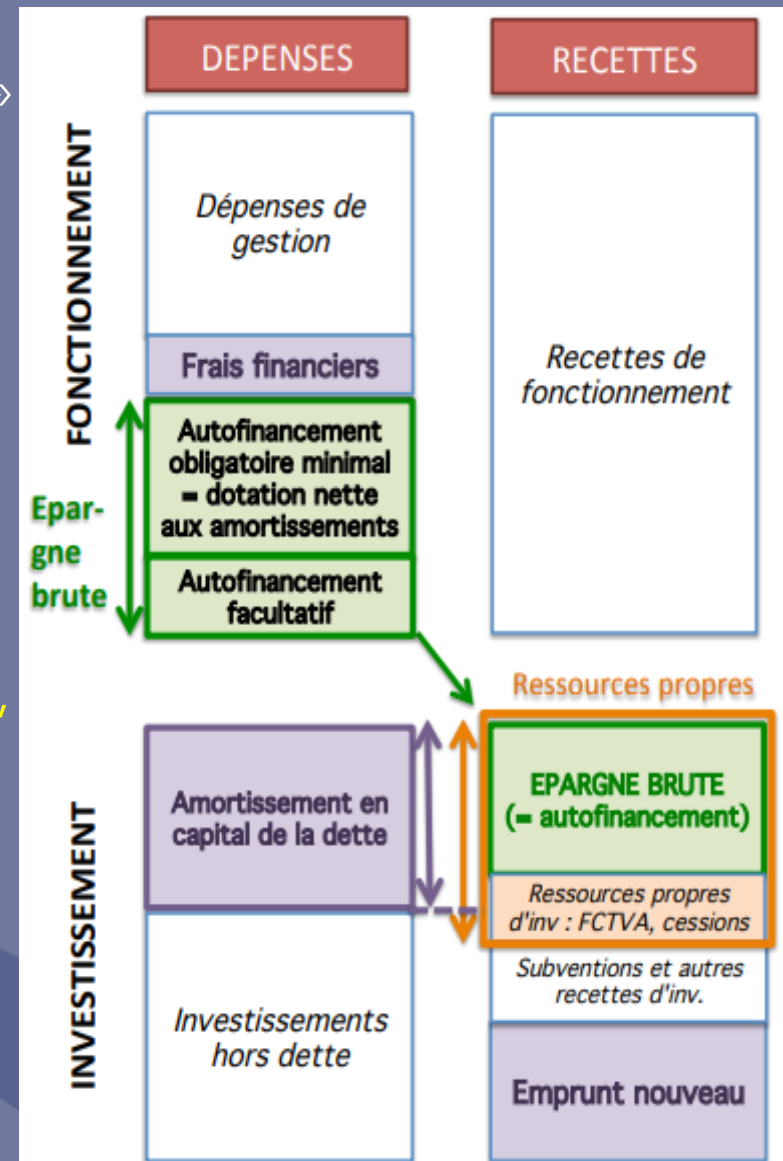 »
DEPENSES
RECETTES
FONCTIONNEMENT
Dépenses de
gestion
Frais financiers
Autofinancement
obligatoire minimal
= dotation nette
aux amortissements
Autofinancement
facultatif
Epar-
gne
brute
Recettes de
fonctionnement
Ressources propres
INVESTISSEMENT
Amortissement en
capital de la dette
Investissements
hors dette
EPARGNE BRUTE
(= autofinancement)
Ressources propres
d'inv : FCTVA, cessions
Subventions et autres
recettes d'inv.
Emprunt nouveau